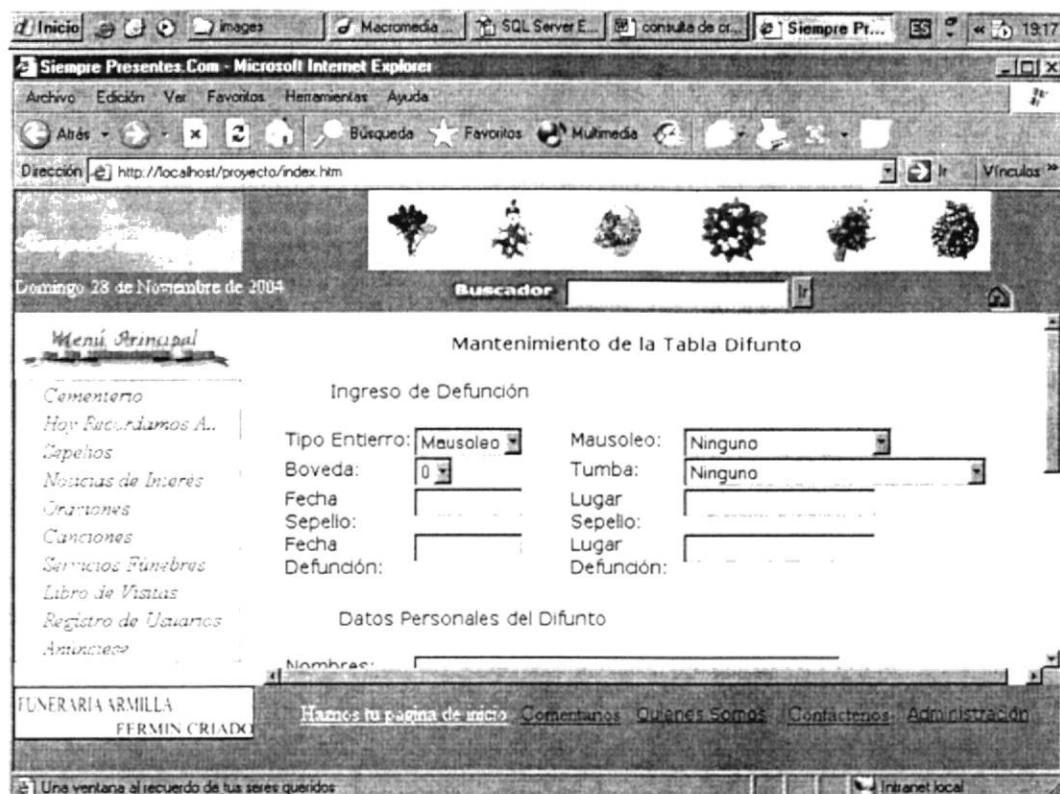 Inicio images Macromedia ... SQL Server E... consulta de cr... Siempre Pr... ES « 19:17
Siempre Presentes.Com - Microsoft Internet Explorer
Archivo Edición Ver Favoritos Herramientas Ayuda
Atrás Búsqueda Favoritos Multimedia
Dirección http://localhost/proyecto/index.htm Ir Vínculos »
Domingo 28 de Noviembre de 2004 Buscador Ir
Menú Principal
Mantenimiento de la Tabla Difunto
Cementerio
Hoy Recordamos A..
Sepelios
Noticias de Interés
Oraciones
Canciones
Servicios Fúnebres
Libro de Visitas
Registro de Usuarios
Anúnciese
Ingreso de Defunción
Tipo Entierro: Mausoleo Mausoleo: Ninguno
Boveda: 0 Tumba: Ninguno
Fecha Sepelio: Lugar Sepelio:
Fecha Defunción: Lugar Defunción:
Datos Personales del Difunto
Nombres:
FUNERARIA ARMILLA
FERMIN CRIADO
Haznos tu pagina de inicio Comentanos Quienes Somos Contáctenos Administración
Una ventana al recuerdo de tus seres queridos Intranet local